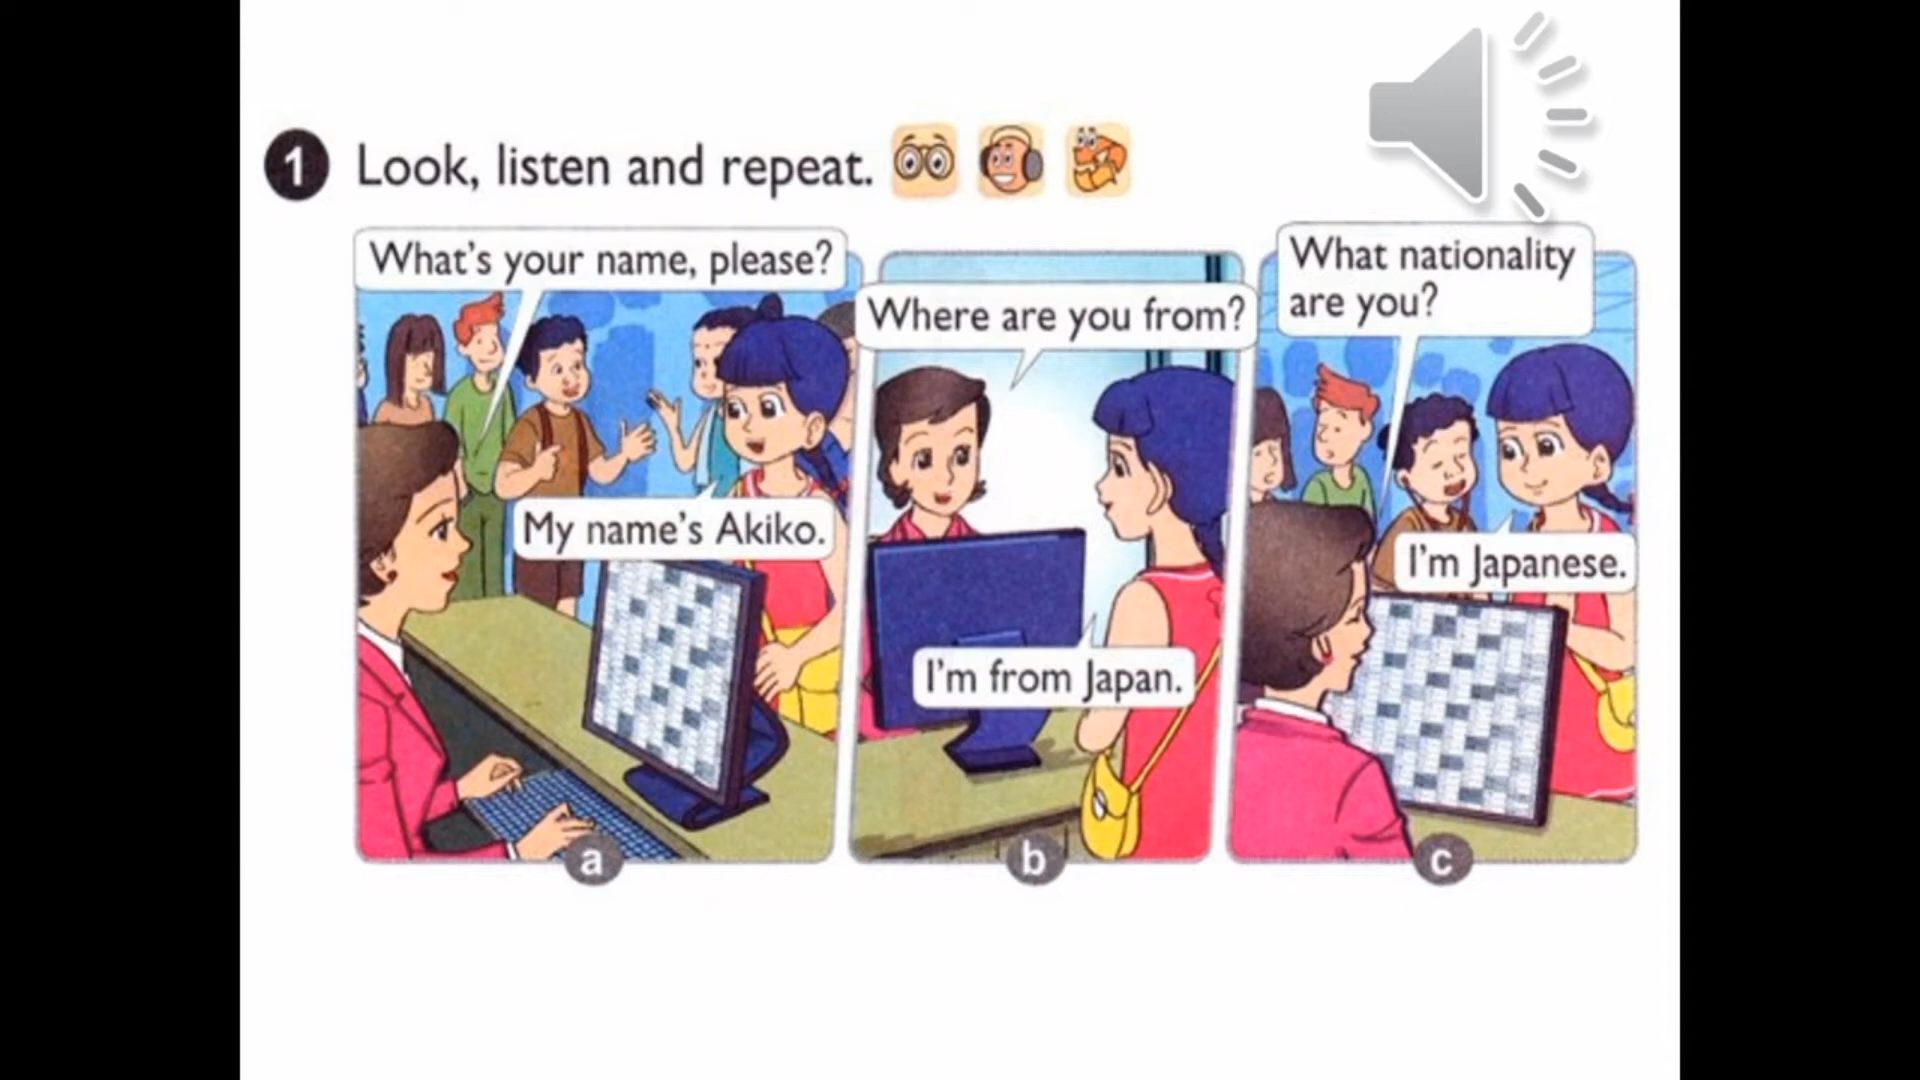 1 Look, listen and repeat.
What's your name, please?
My name's Akiko.
a
Where are you from?
I'm from Japan.
b
What nationality
are you?
I'm Japanese.
c